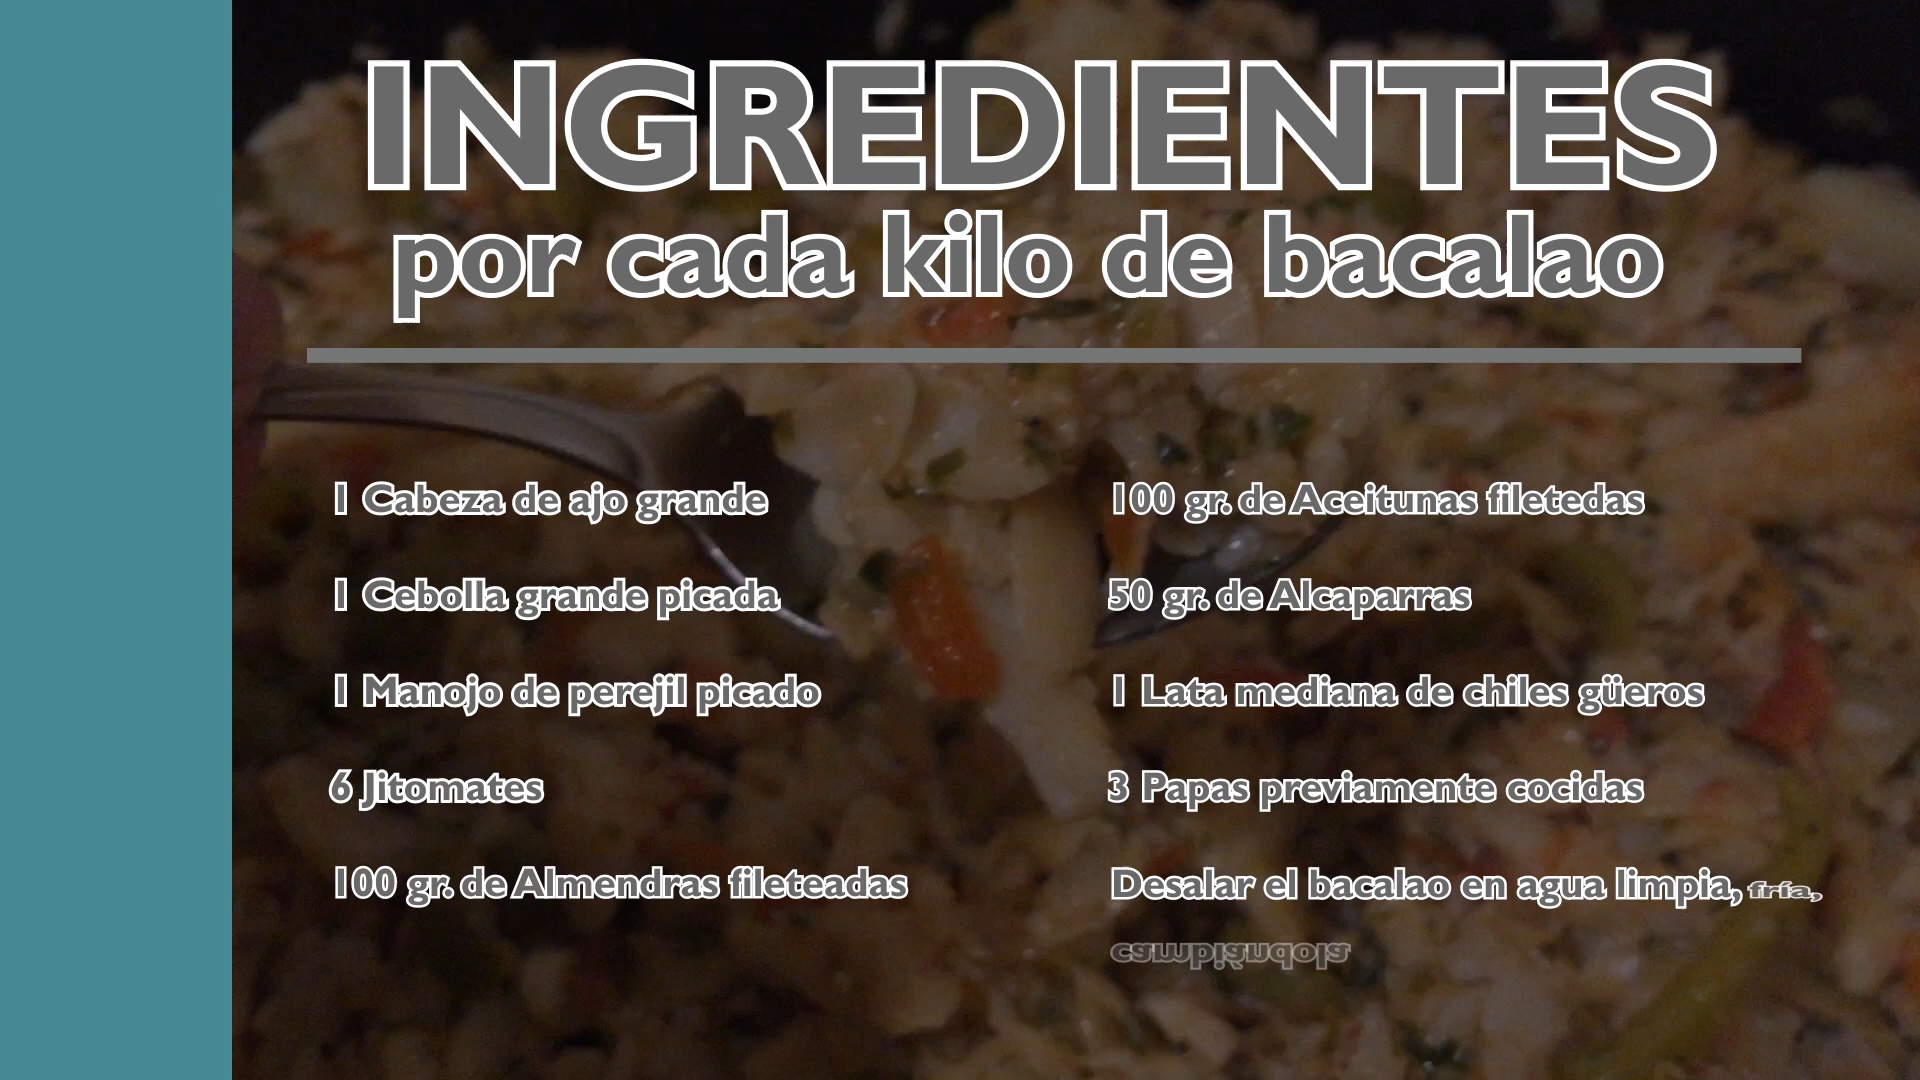 INGREDIENTES
por cada kilo de bacalao
1 Cabeza de ajo grande
1 Cebolla grande picada
1 Manojo de perejil picado
6 Jitomates
100 gr. de Almendras fileteadas
100 gr. de Aceitunas filetedas
50 gr. de Alcaparras
1 Lata mediana de chiles güeros
3 Papas previamente cocidas
Desalar el bacalao en agua limpia, fría,